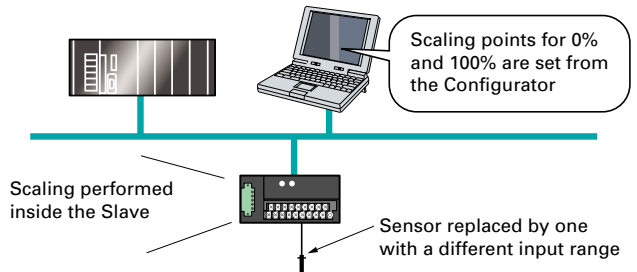 Scaling points for 0%
and 100% are set from
the Configurator
Scaling performed
inside the Slave
Sensor replaced by one
with a different input range